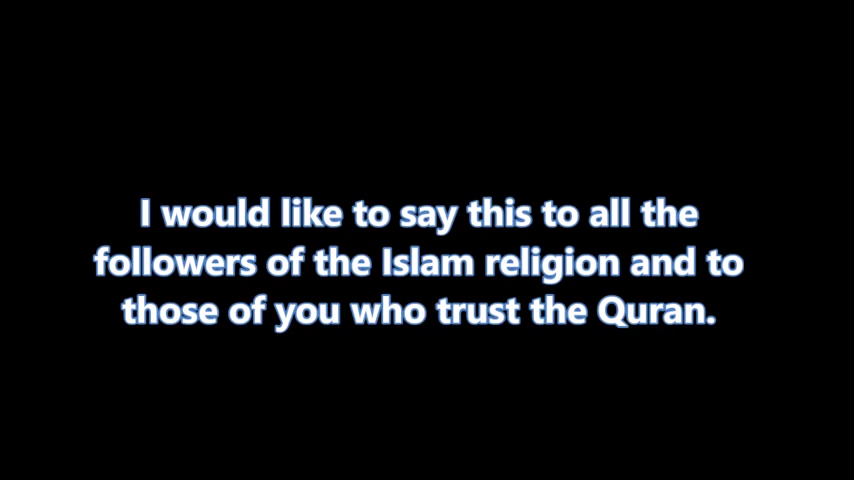 I would like to say this to all the
followers of the Islam religion and to
those of you who trust the Quran.